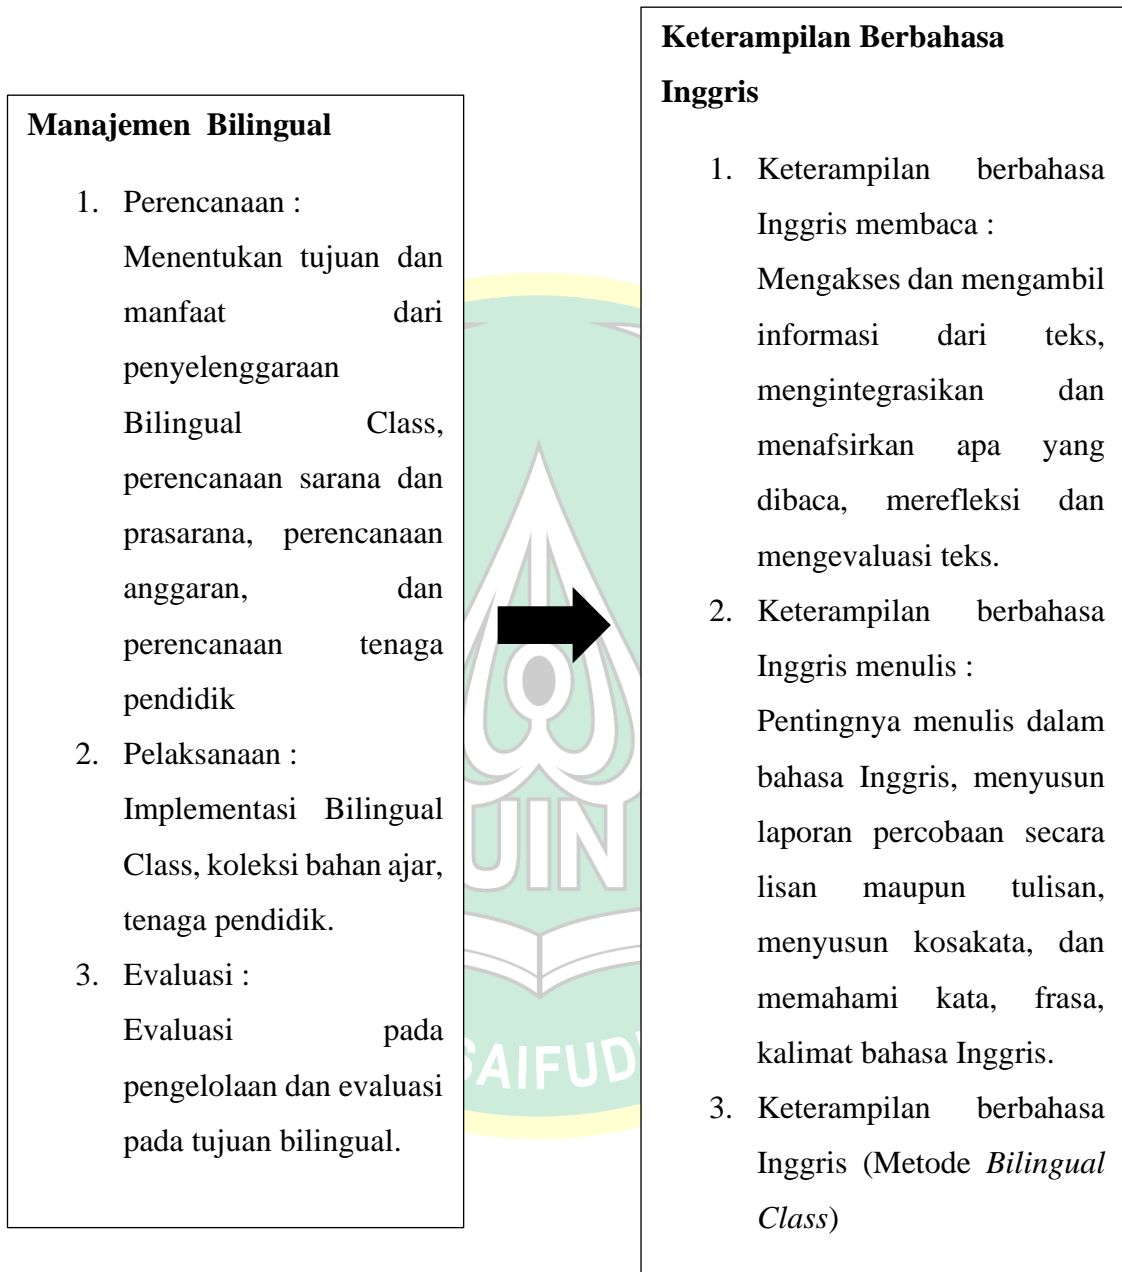 Manajemen Bilingual
1. Perencanaan :
Menentukan tujuan dan
manfaat dari
penyelenggaraan
Bilingual Class,
perencanaan sarana dan
prasarana, perencanaan
anggaran, dan
perencanaan tenaga
pendidik
2. Pelaksanaan :
Implementasi Bilingual
Class, koleksi bahan ajar,
tenaga pendidik.
3. Evaluasi :
Evaluasi pada
pengelolaan dan evaluasi
pada tujuan bilingual.
UIN
SAIFUD
Keterampilan Berbahasa
Inggris
1. Keterampilan berbahasa
Inggris membaca :
Mengakses dan mengambil
informasi dari teks,
mengintegrasikan dan
menafsirkan apa yang
dibaca, merefleksi dan
mengevaluasi teks.
2. Keterampilan berbahasa
Inggris menulis :
Pentingnya menulis dalam
bahasa Inggris, menyusun
laporan percobaan secara
lisan maupun tulisan,
menyusun kosakata, dan
memahami kata, frasa,
kalimat bahasa Inggris.
3. Keterampilan berbahasa
Inggris (Metode Bilingual
Class)